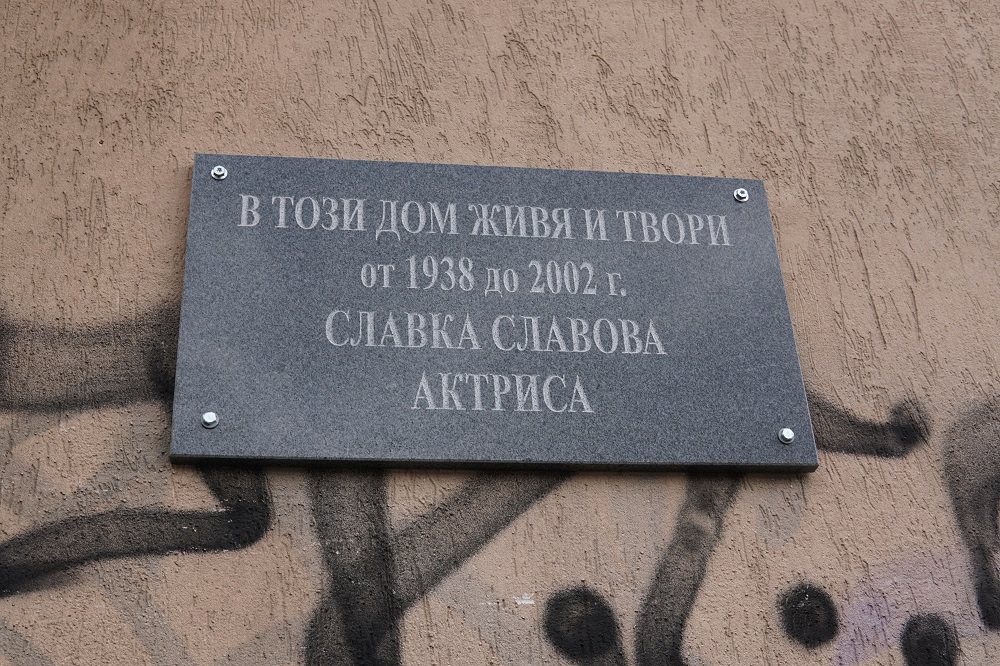 В ТОЗИ ДОМ ЖИВЯ И ТВОРИ
от 1938 до 2002 г.
СЛАВКА СЛАВОВА
АКТРИСА